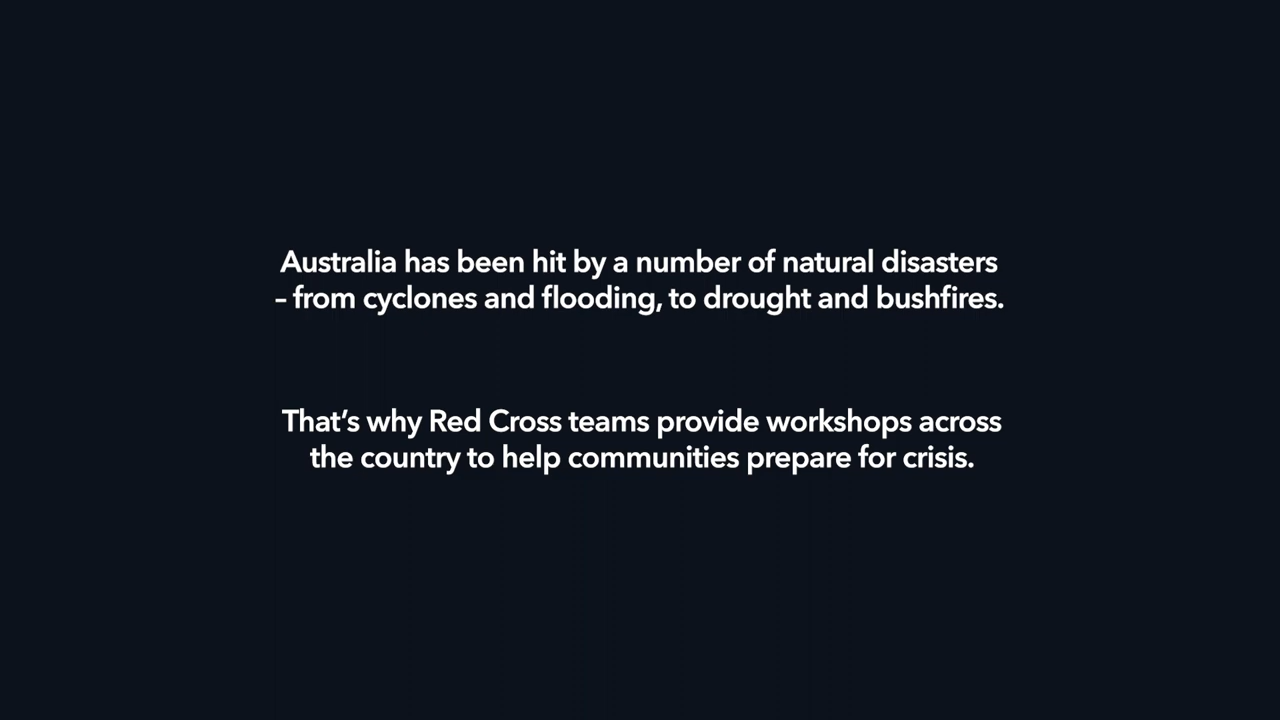 Australia has been hit by a number of natural disasters
– from cyclones and flooding, to drought and bushfires.
That’s why Red Cross teams provide workshops across
the country to help communities prepare for crisis.